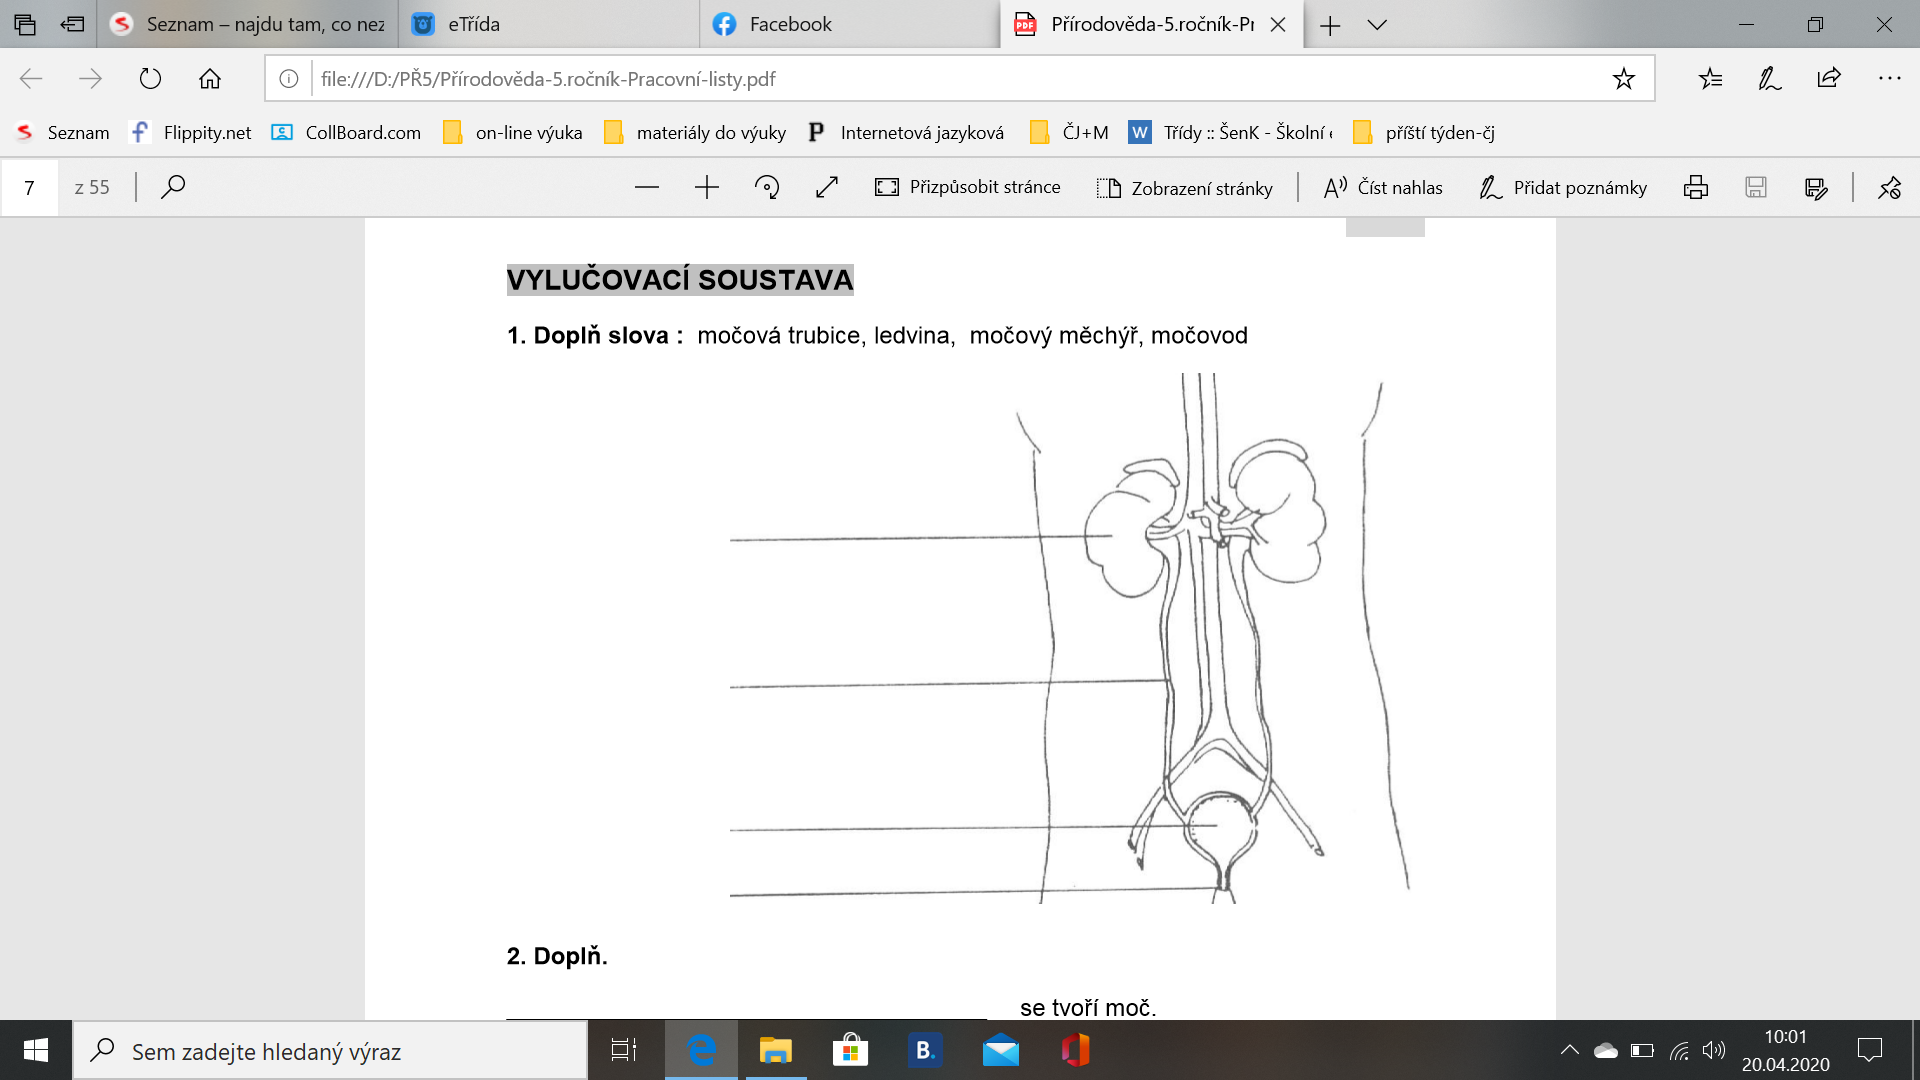 Seznam – najdu tam, co nez
eTřída
Facebook
Přírodověda-5.ročník-Pr
file:///D:/PŘ5/Přírodověda-5.ročník-Pracovní-listy.pdf
Seznam
Flippity.net
CollBoard.com
on-line výuka
materiály do výuky
P Internetová jazyková
ČJ+M
W Třídy :: ŠenK - Školní e
příští týden-čj
7 z 55
Přizpůsobit stránce
Zobrazení stránky
Číst nahlas
Přidat poznámky
VYLUČOVACÍ SOUSTAVA
1. Doplň slova : močová trubice, ledvina, močový měchýř, močovod
2. Doplň.
se tvoří moč.
Sem zadejte hledaný výraz
B.
10:01
20.04.2020